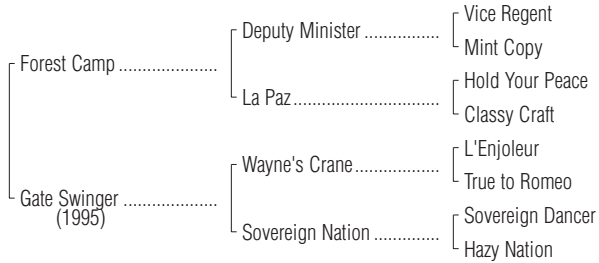 Vice Regent
Deputy Minister ................
Mint Copy
Forest Camp .....................
Hold Your Peace
La Paz...............................
Classy Craft
L'Enjoleur
Wayne's Crane..................
True to Romeo
Gate Swinger ....................
(1995)
Sovereign Dancer
Sovereign Nation ..............
Hazy Nation